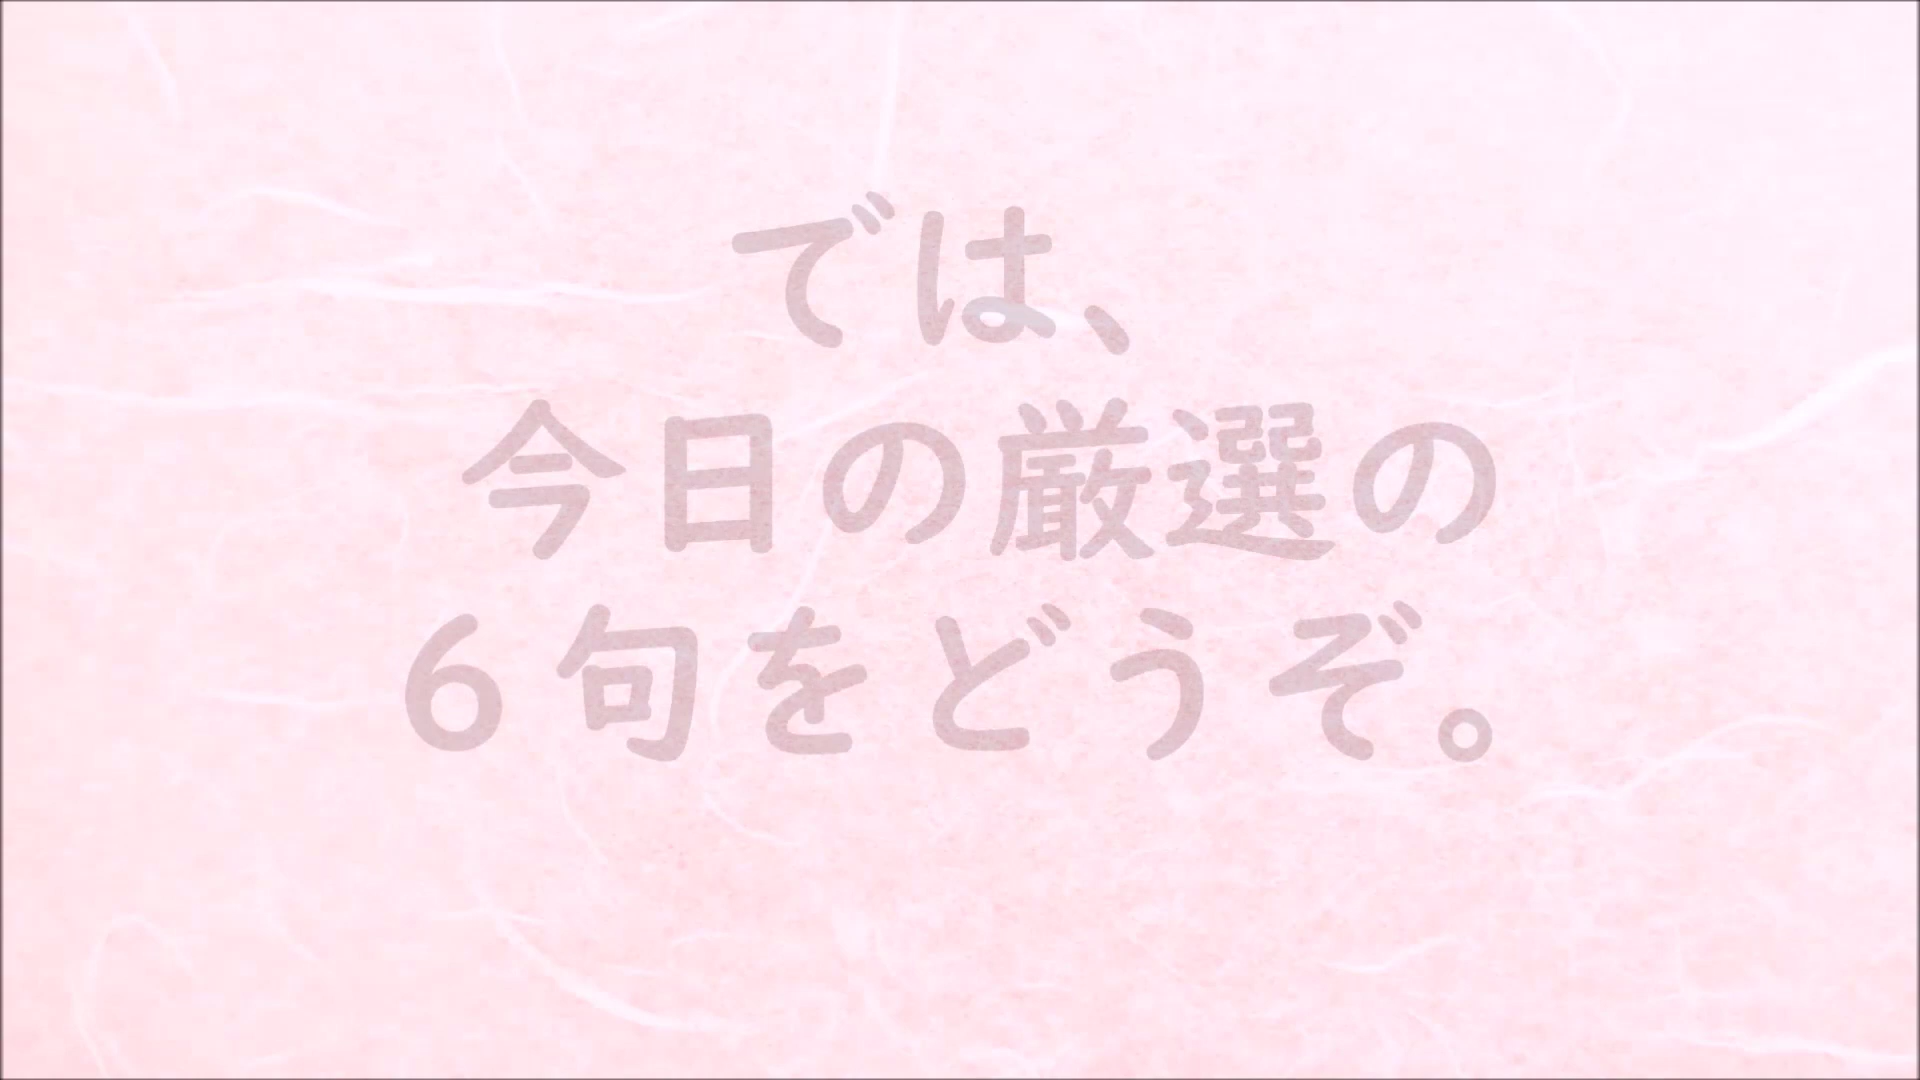 では、
今日の厳選の
６句をどうぞ。